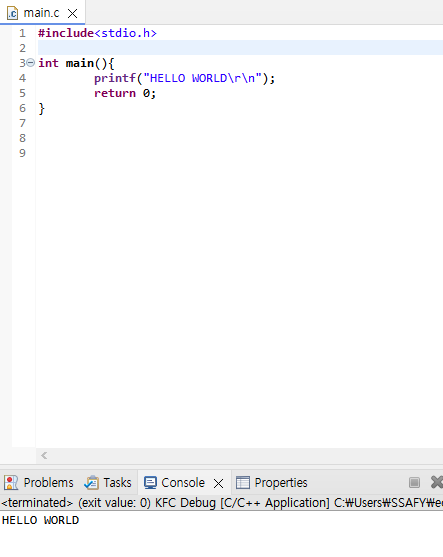 main.c
1 #include<stdio.h>
2
3 int main(){
4 printf("HELLO WORLD\r\n");
5 return 0;
6 }
7
8
9
Problems Tasks Console Properties
<terminated> (exit value: 0) KFC Debug [C/C++ Application] C:₩Users₩SSAFY₩e
HELLO WORLD